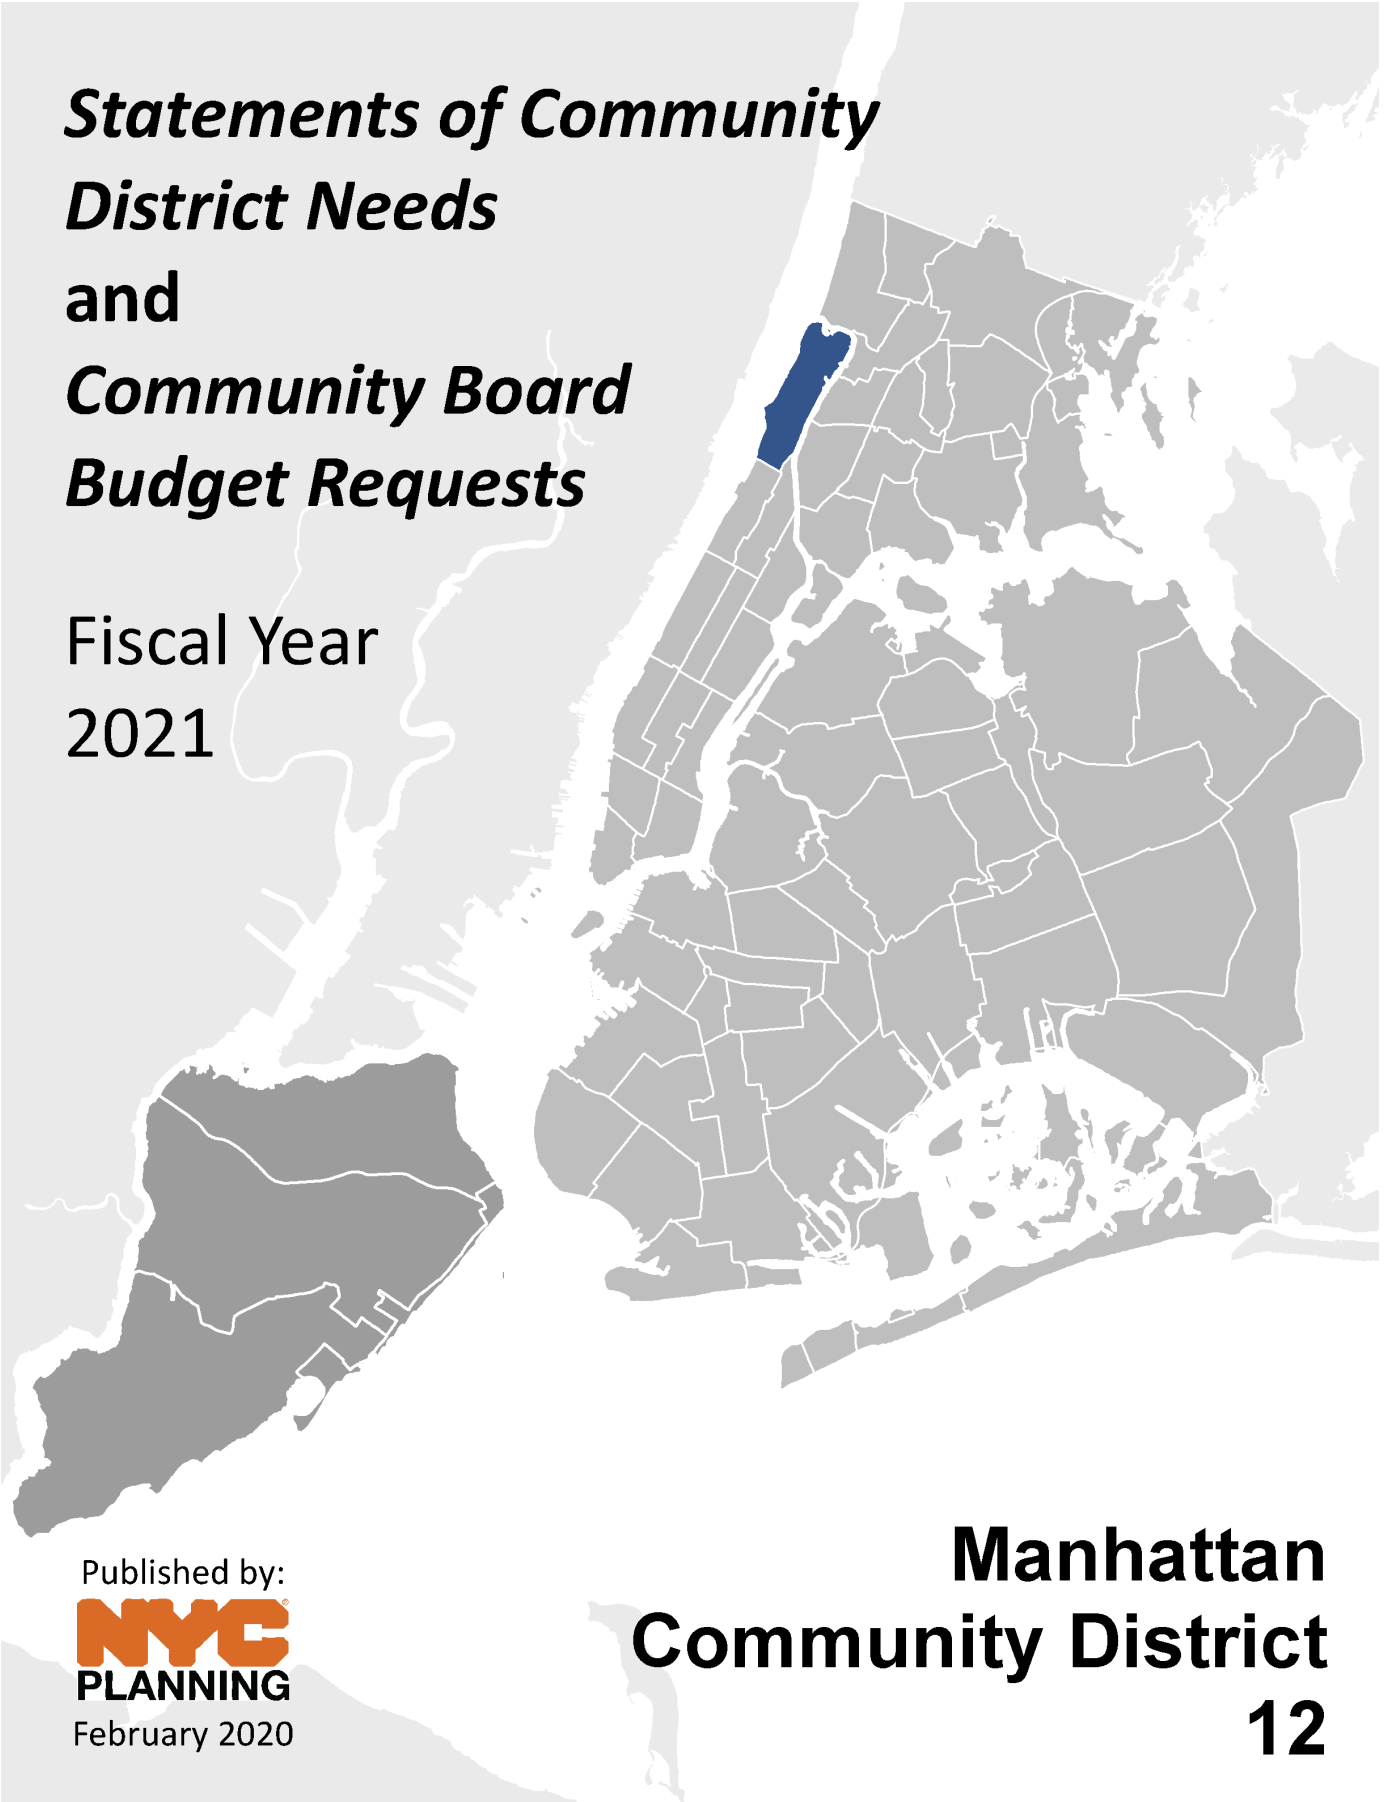 Statements of Community
District Needs
and
Community Board
Budget Requests
Fiscal Year
2021
Published by:
NYC®
PLANNING
February 2020
Manhattan
Community District
12